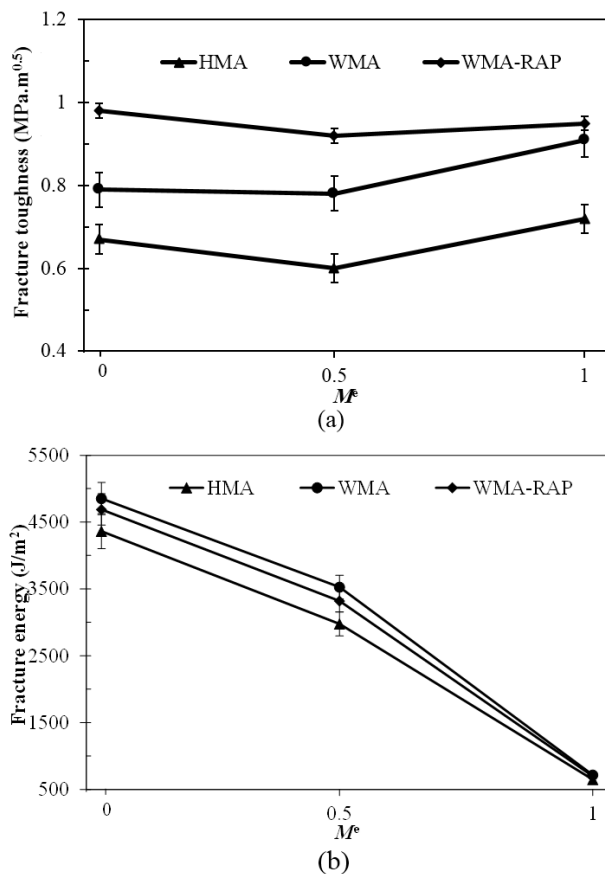 1.2
HMA WMA WMA-RAP
1
0.8
0.6
0.4
Fracture toughness (MPa.m0.5)
0 0.5 1
Me
(a)
5500
HMA WMA WMA-RAP
4500
3500
2500
1500
500
Fracture energy (J/m2)
0 0.5 1
Me
(b)